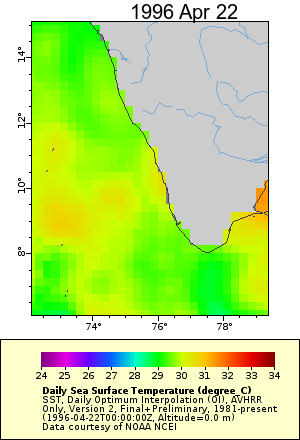 1996 Apr 22
14°
12°
10°
8°
74° 76° 78°
24 25 26 27 28 29 30 31 32 33 34
Daily Sea Surface Temperature (degree_C)
SST, Daily Optimum Interpolation (OI), AVHRR
Only, Version 2, Final+Preliminary, 1981-present
(1996-04-22T00:00:00Z, Altitude=0.0 m)
Data courtesy of NOAA NCEI